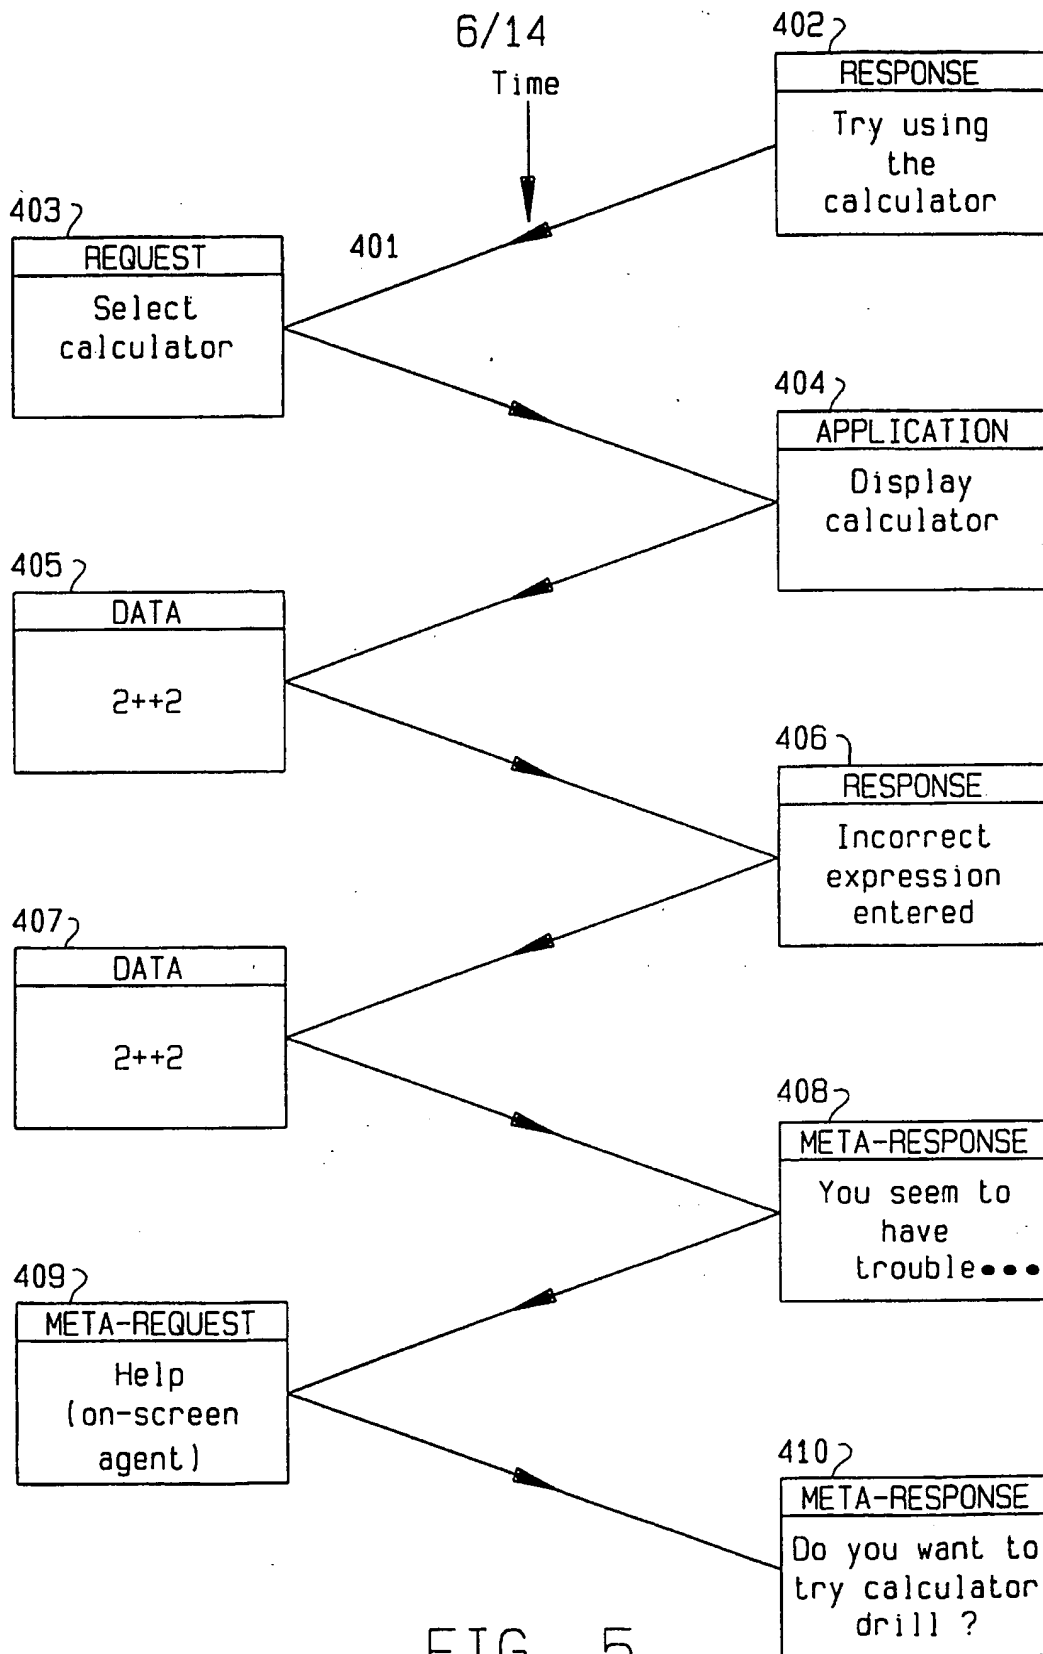 6/14
Time
402
RESPONSE
Try using
the
calculator
403
REQUEST
Select
calculator
401
404
APPLICATION
Display
calculator
405
DATA
2++2
406
RESPONSE
Incorrect
expression
entered
407
DATA
2++2
408
META-RESPONSE
You seem to
have
trouble•••
409
META-REQUEST
Help
(on-screen
agent)
410
META-RESPONSE
Do you want to
try calculator
drill ?
FIG. 5